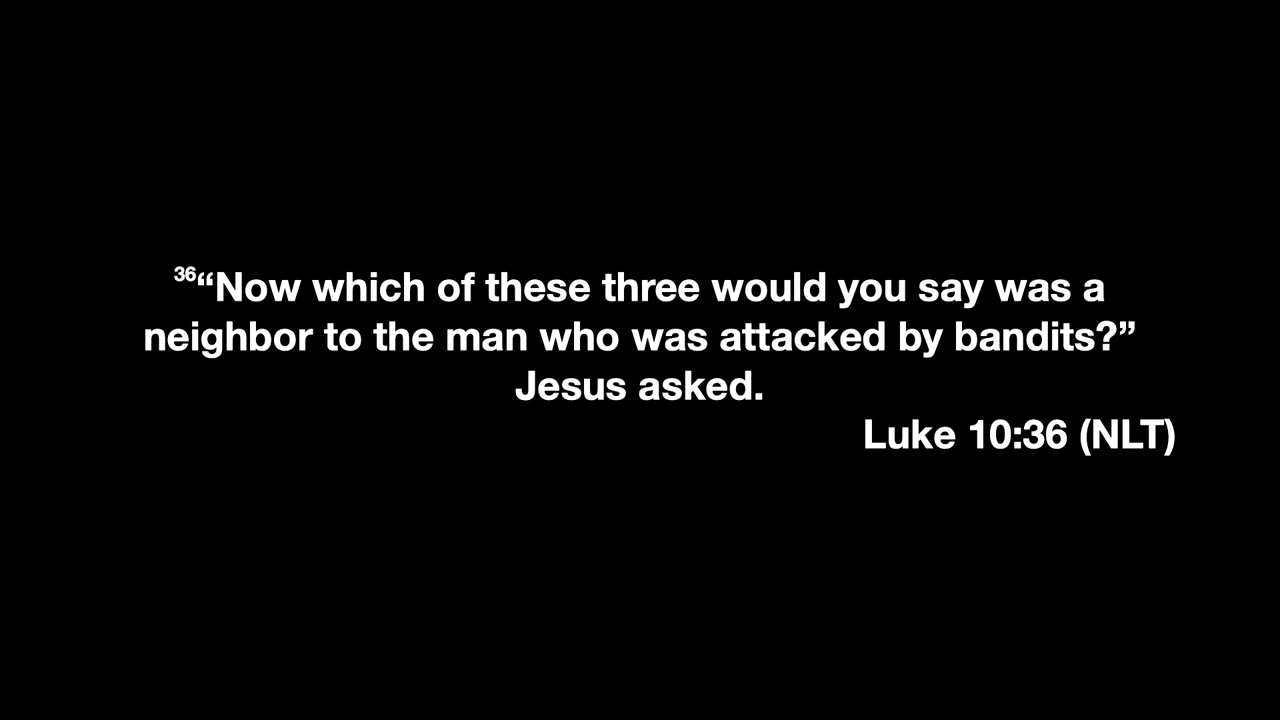 36“Now which of these three would you say was a
neighbor to the man who was attacked by bandits?”
Jesus asked.
Luke 10:36 (NLT)